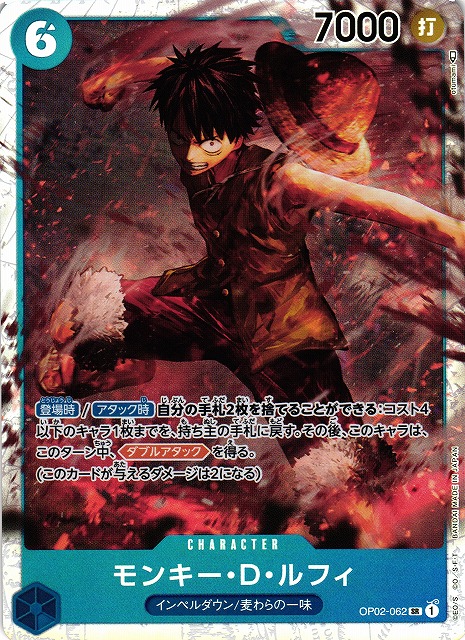 6
7000 打
otumami
登場時 / アタック時 自分の手札2枚を捨てることができる:コスト4
以下のキャラ1枚までを、持ち主の手札に戻す。その後、このキャラは、
このターン中、ダブルアタックを得る。
(このカードが与えるダメージは2になる)
©E.O./S. ©O./S・F・T BANDAI MADE IN JAPAN
CHARACTER
モンキー・D・ルフィ
インペルダウン/麦わらの一味
OP02-062 SR 1